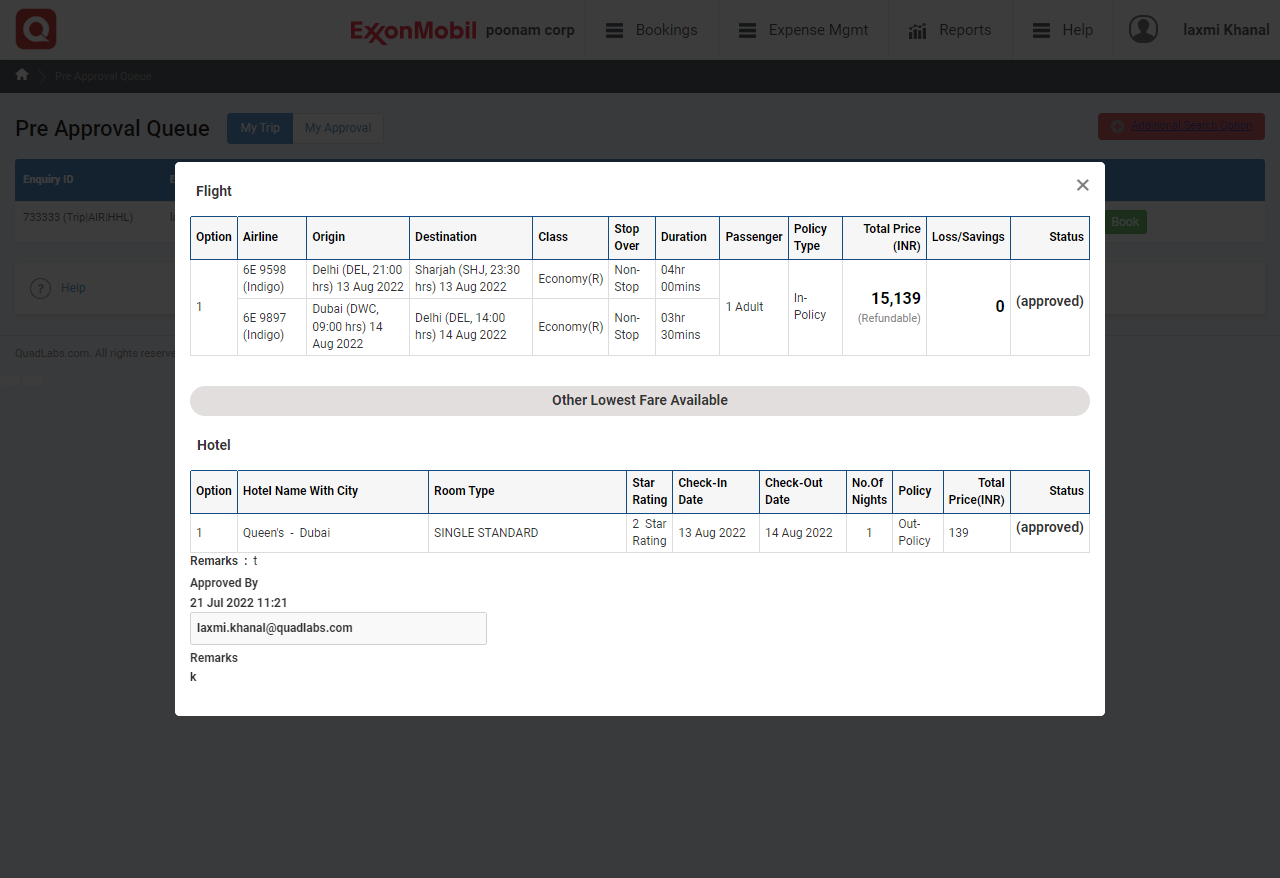 ExxonMobil poonam corp Bookings Expense Mgmt Reports Help laxmi Khanal
Pre Approval Queue
Pre Approval Queue My Trip My Approval Additional Search Option
Enquiry ID
733333 (Trip|AIR|HHL) Book
Help
QuadLabs.com. All rights reserve
Flight ×
Option Airline Origin Destination Class Stop Over Duration Passenger Policy Type Total Price (INR) Loss/Savings Status
1
6E 9598 (Indigo)
Delhi (DEL, 21:00 hrs) 13 Aug 2022
Sharjah (SHJ, 23:30 hrs) 13 Aug 2022
Economy(R)
Non-Stop
04hr 00mins
1 Adult
In-Policy
15,139
(Refundable)
0
(approved)
6E 9897 (Indigo)
Dubai (DWC, 09:00 hrs) 14 Aug 2022
Delhi (DEL, 14:00 hrs) 14 Aug 2022
Economy(R)
Non-Stop
03hr 30mins
Other Lowest Fare Available
Hotel
Option Hotel Name With City Room Type Star Rating Check-In Date Check-Out Date No.Of Nights Policy Total Price(INR) Status
1 Queen's - Dubai SINGLE STANDARD 2 Star Rating 13 Aug 2022 14 Aug 2022 1 Out-Policy 139 (approved)
Remarks : t
Approved By
21 Jul 2022 11:21
laxmi.khanal@quadlabs.com
Remarks
k